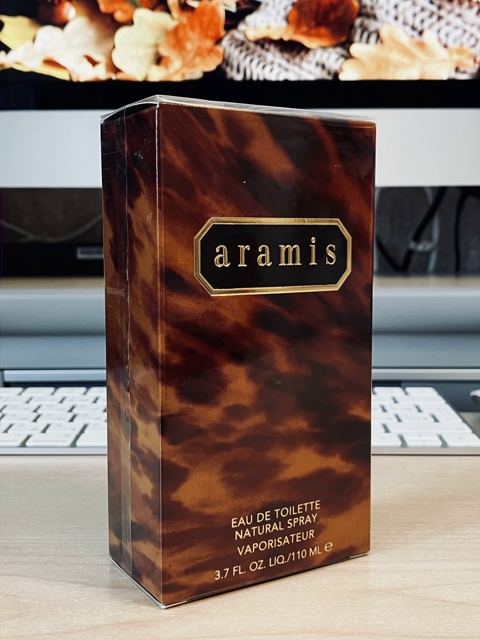 aramis
EAU DE TOILETTE
NATURAL SPRAY
VAPORISATEUR
3.7 FL. OZ. LIQ./110 ML ℮